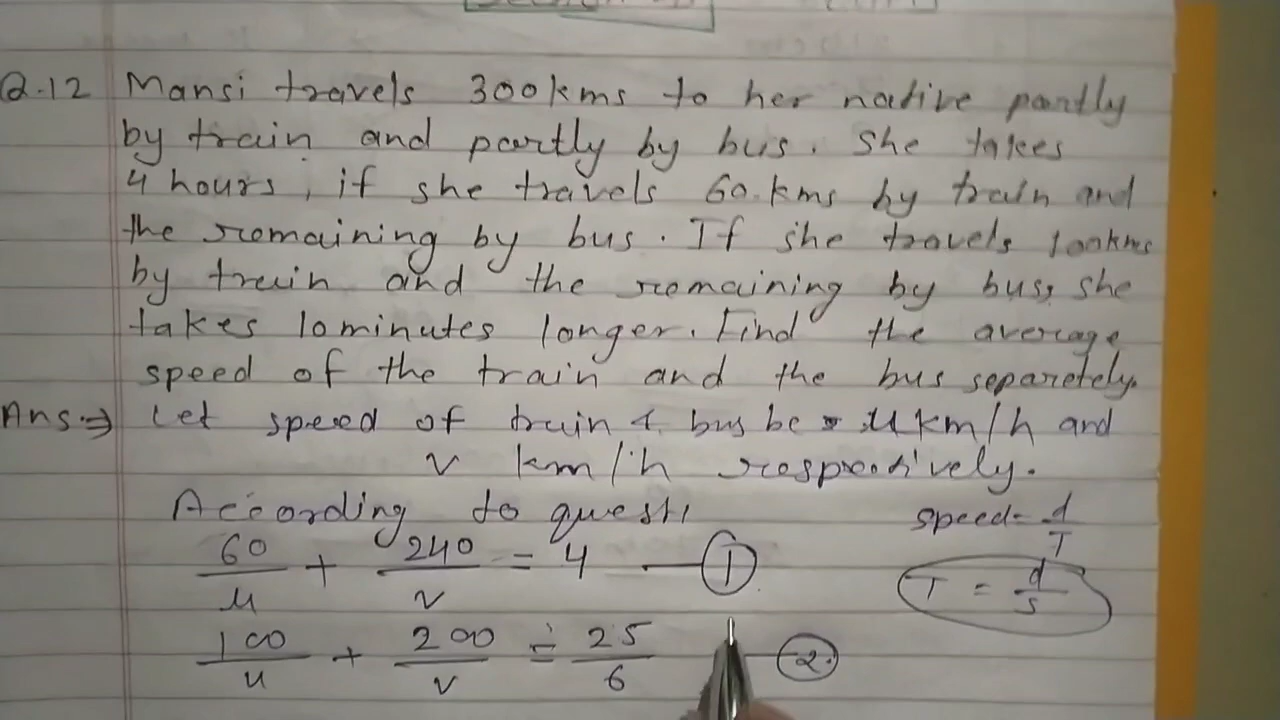 Q.12 Mansi travels 300kms to her native partly
by train and partly by bus. She takes
4 hours, if she travels 60.kms by train and
the remaining by bus. If she travels 100kms
by train and the remaining by bus, she
takes 10minutes longer. Find the average
speed of the train and the bus separetely.
Ans.⇒ Let speed of train & bus be u km/h and
v km/h respectively.
According to questi
speed = d/T
60/u + 240/v = 4 — ①
T = d/s
100/u + 200/v = 25/6 — ②